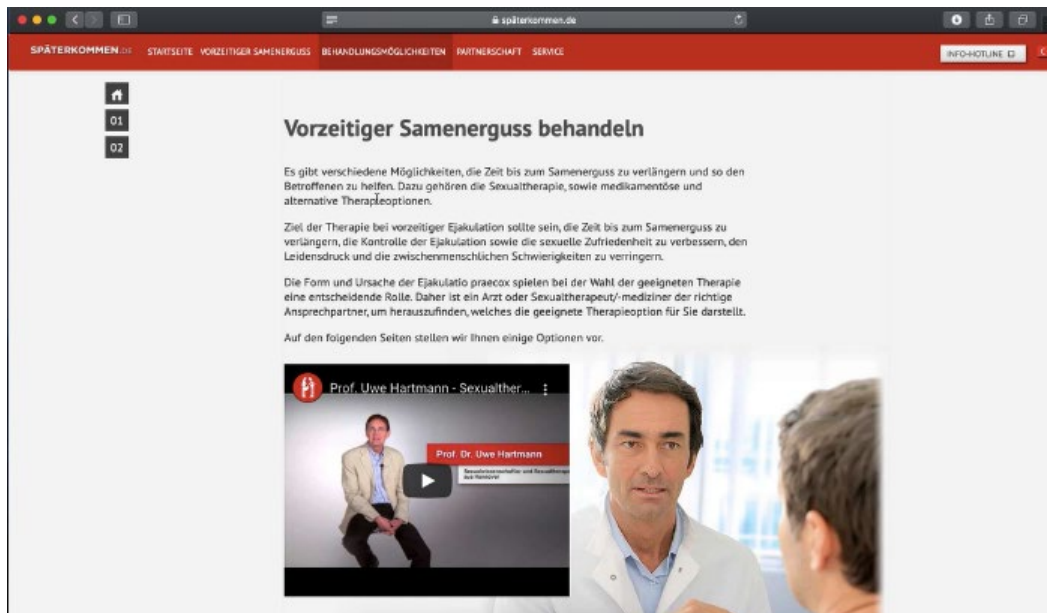 späterkommen.de
SPÄTERKOMMEN.DE STARTSEITE VORZEITIGER SAMENERGUSS BEHANDLUNGSMÖGLICHKEITEN PARTNERSCHAFT SERVICE INFO-HOTLINE
01
02
Vorzeitiger Samenerguss behandeln
Es gibt verschiedene Möglichkeiten, die Zeit bis zum Samenerguss zu verlängern und so den
Betroffenen zu helfen. Dazu gehören die Sexualtherapie, sowie medikamentöse und
alternative Therapieoptionen.
Ziel der Therapie bei vorzeitiger Ejakulation sollte sein, die Zeit bis zum Samenerguss zu
verlängern, die Kontrolle der Ejakulation sowie die sexuelle Zufriedenheit zu verbessern, den
Leidensdruck und die zwischenmenschlichen Schwierigkeiten zu verringern.
Die Form und Ursache der Ejakulatio praecox spielen bei der Wahl der geeigneten Therapie
eine entscheidende Rolle. Daher ist ein Arzt oder Sexualtherapeut/-mediziner der richtige
Ansprechpartner, um herauszufinden, welches die geeignete Therapieoption für Sie darstellt.
Auf den folgenden Seiten stellen wir Ihnen einige Optionen vor.
Prof. Uwe Hartmann - Sexualther...
Prof. Dr. Uwe Hartmann
Sexualwissenschaftler und Sexualtherape
aus Hannover